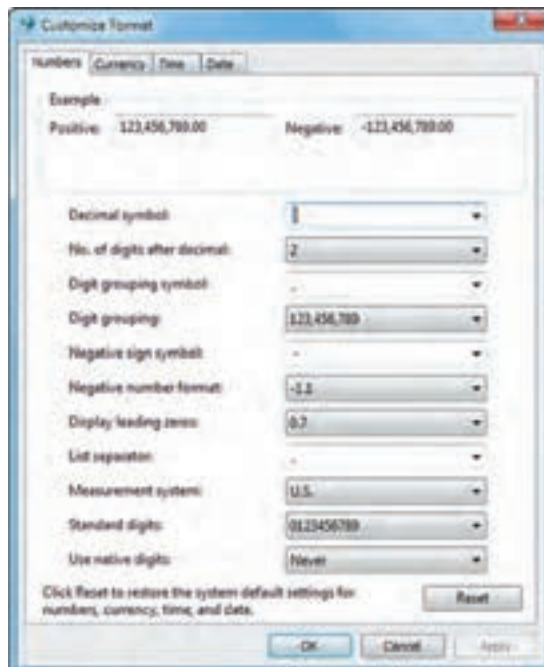 Customize Format
Numbers Currency Time Date
Example
Positive: 123,456,789.00 Negative: -123,456,789.00
Decimal symbol:
No. of digits after decimal: 2
Digit grouping symbol:
Digit grouping: 123,456,789
Negative sign symbol: -
Negative number format: -1.1
Display leading zeros: 0.7
List separator:
Measurement system: U.S.
Standard digits: 0123456789
Use native digits: Never
Click Reset to restore the system default settings for
numbers, currency, time, and date.
Reset
OK Cancel Apply